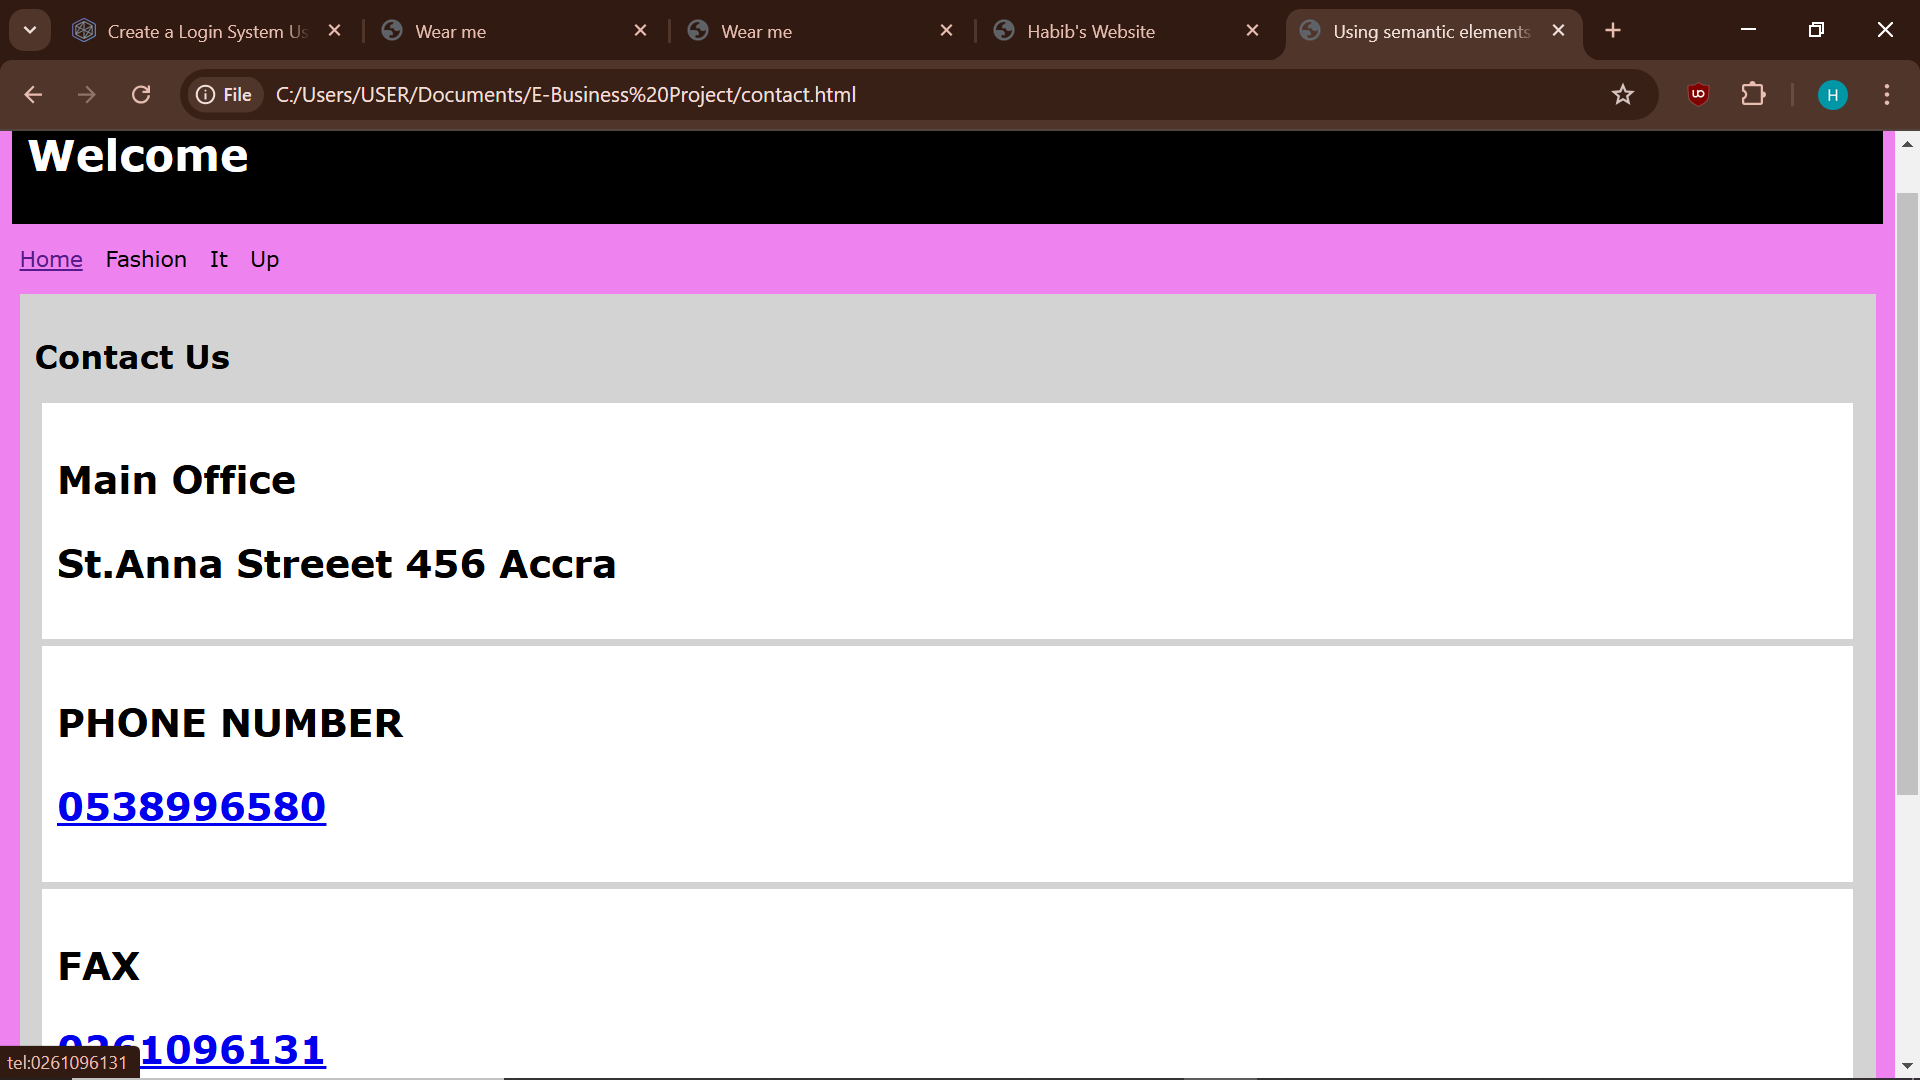 Create a Login System Us
Wear me
Wear me
Habib's Website
Using semantic elements
File C:/Users/USER/Documents/E-Business%20Project/contact.html
H
Welcome
Home Fashion It Up
Contact Us
Main Office
St.Anna Streeet 456 Accra
PHONE NUMBER
0538996580
FAX
0261096131
tel:0261096131